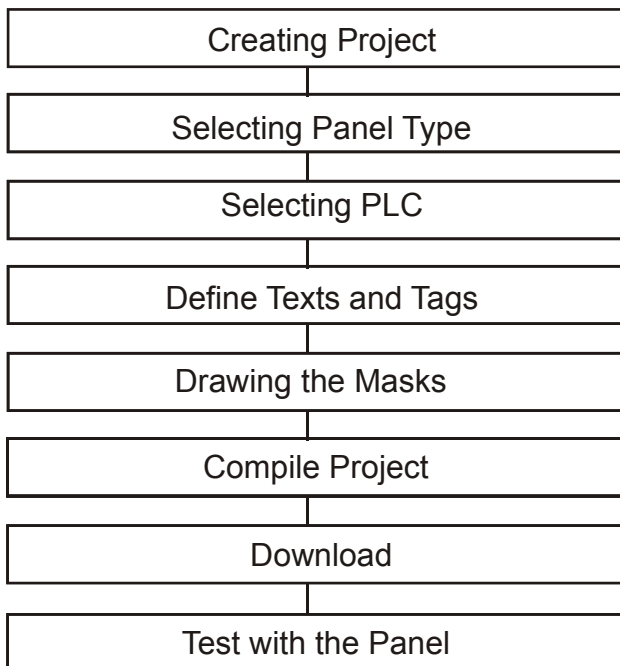 Creating Project
Selecting Panel Type
Selecting PLC
Define Texts and Tags
Drawing the Masks
Compile Project
Download
Test with the Panel